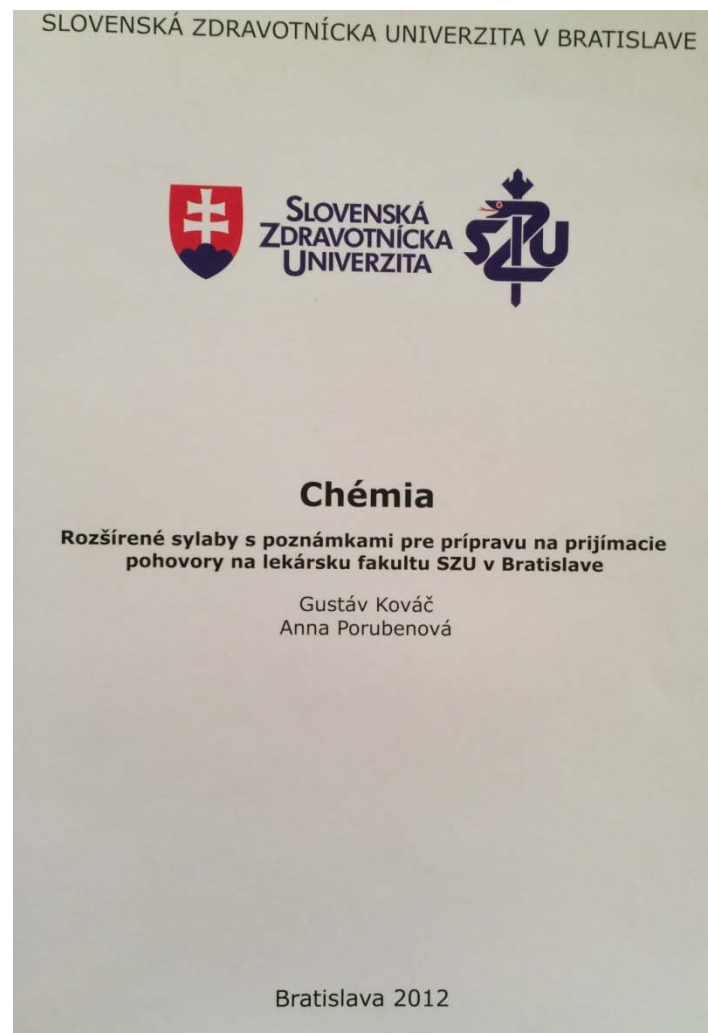 SLOVENSKÁ ZDRAVOTNÍCKA UNIVERZITA V BRATISLAVE
SLOVENSKÁ
ZDRAVOTNÍCKA
UNIVERZITA
SZU
Chémia
Rozšírené sylaby s poznámkami pre prípravu na prijímacie
pohovory na lekársku fakultu SZU v Bratislave
Gustáv Kováč
Anna Porubenová
Bratislava 2012